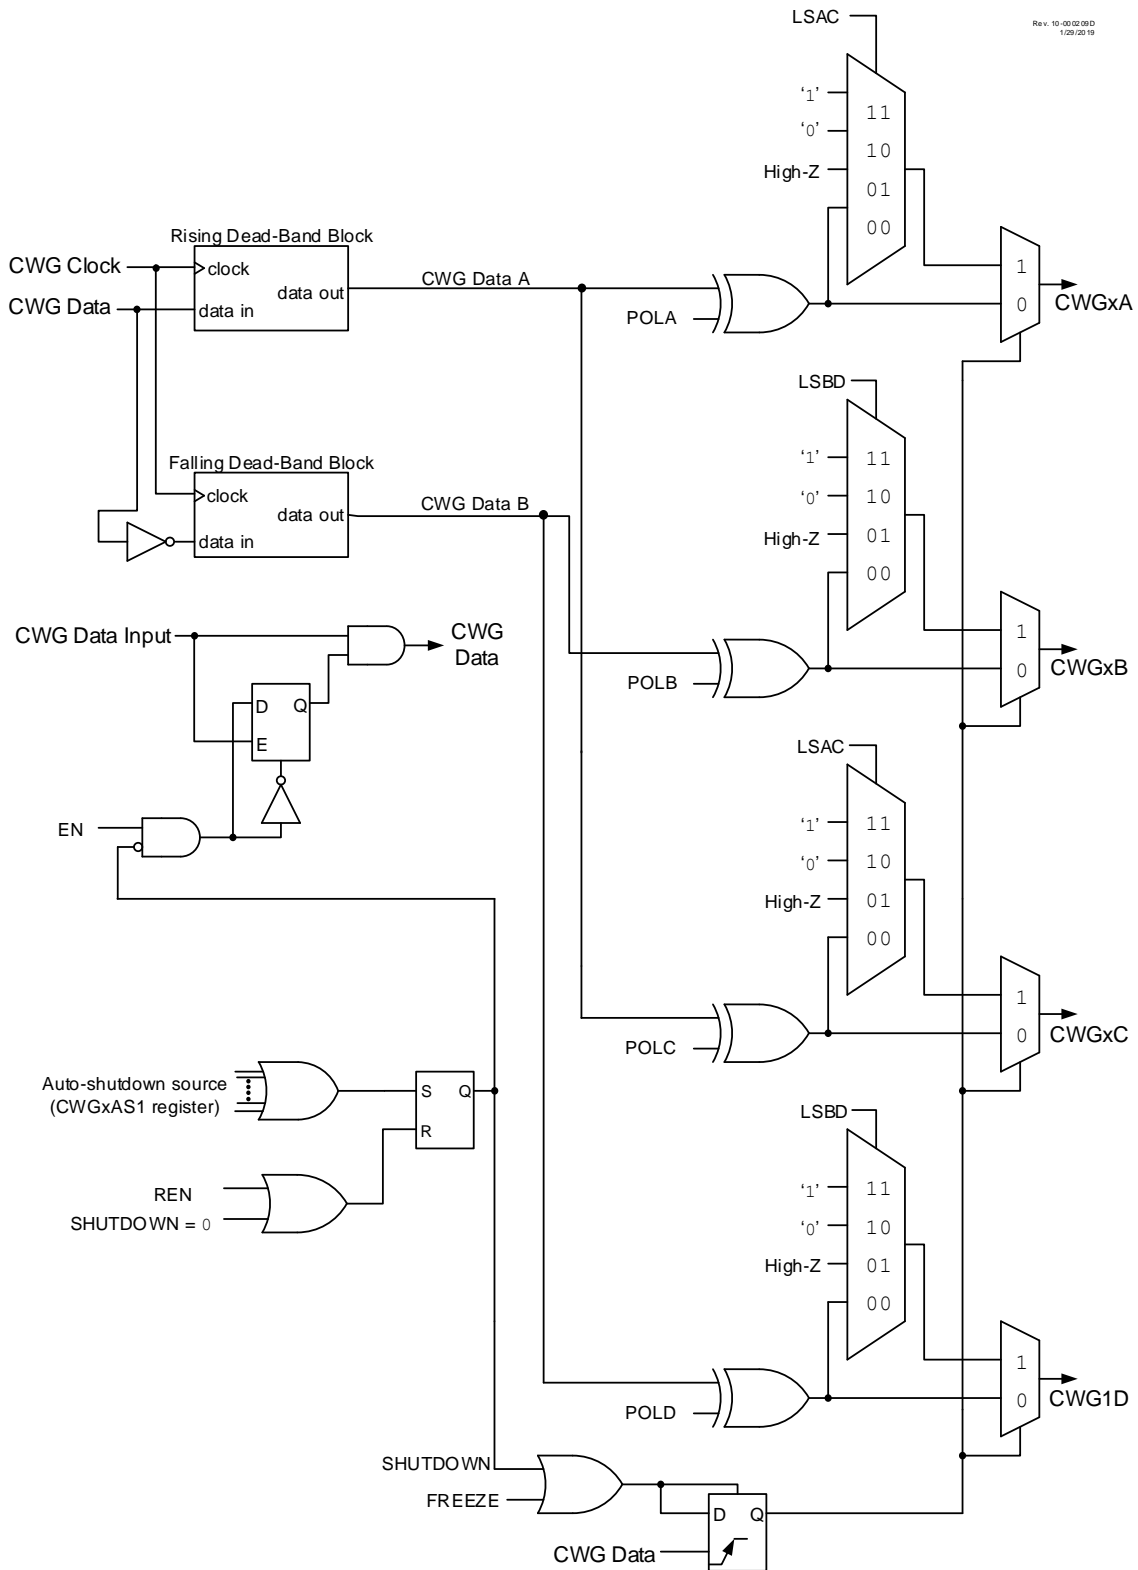 LSAC
Rev. 10-000209D
1/29/2019
'1'
11
'0'
10
High-Z
01
00
Rising Dead-Band Block
CWG Clock
clock
CWG Data A
data out
CWG Data
data in
1
0
CWGxA
POLA
LSBD
'1'
11
Falling Dead-Band Block
'0'
10
clock
CWG Data B
data out
High-Z
01
data in
00
CWG Data Input
CWG
Data
1
0
CWGxB
POLB
D
Q
E
LSAC
EN
'1'
11
'0'
10
High-Z
01
00
1
0
CWGxC
POLC
Auto-shutdown source
(CWGxAS1 register)
S
Q
R
LSBD
REN
SHUTDOWN = 0
'1'
11
'0'
10
High-Z
01
00
1
0
CWG1D
POLD
SHUTDOWN
FREEZE
D
Q
CWG Data